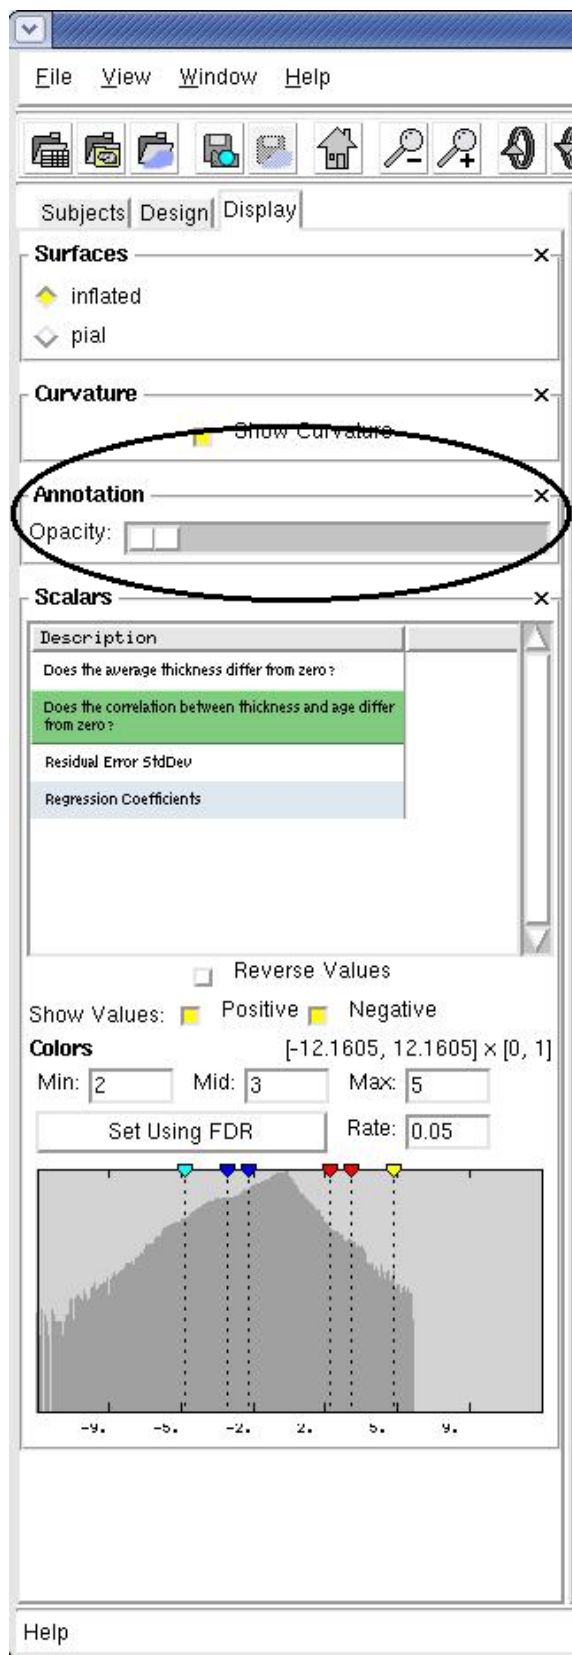 File View Window Help
Subjects Design Display
Surfaces
inflated
pial
Curvature
Show Curvature
Annotation
Opacity:
Scalars
Description
Does the average thickness differ from zero?
Does the correlation between thickness and age differ
from zero?
Residual Error StdDev
Regression Coefficients
Reverse Values
Show Values: Positive Negative
Colors [-12.1605, 12.1605] x [0, 1]
Min: 2 Mid: 3 Max: 5
Set Using FDR Rate: 0.05
-9. -5. -2. 2. 5. 9.
Help